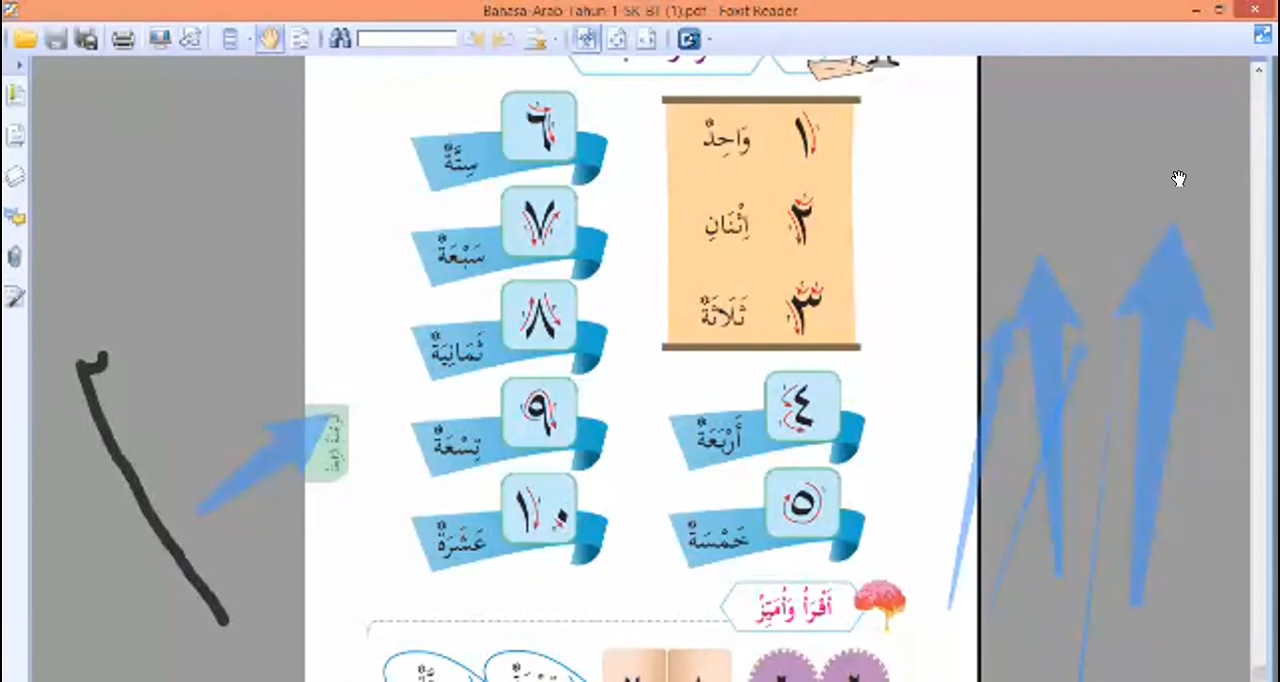 Bahasa-Arab-Tahun-1-SK-BT (1).pdf - Foxit Reader
١ وَاحِدٌ
٢ اِثْنَانِ
٣ ثَلَاثَةٌ
٤
أَرْبَعَةٌ
٥
خَمْسَةٌ
٦
سِتَّةٌ
٧
سَبْعَةٌ
٨
ثَمَانِيَةٌ
٩
تِسْعَةٌ
١٠
عَشَرَةٌ
أَقْرَأُ وَأُمَيِّزُ